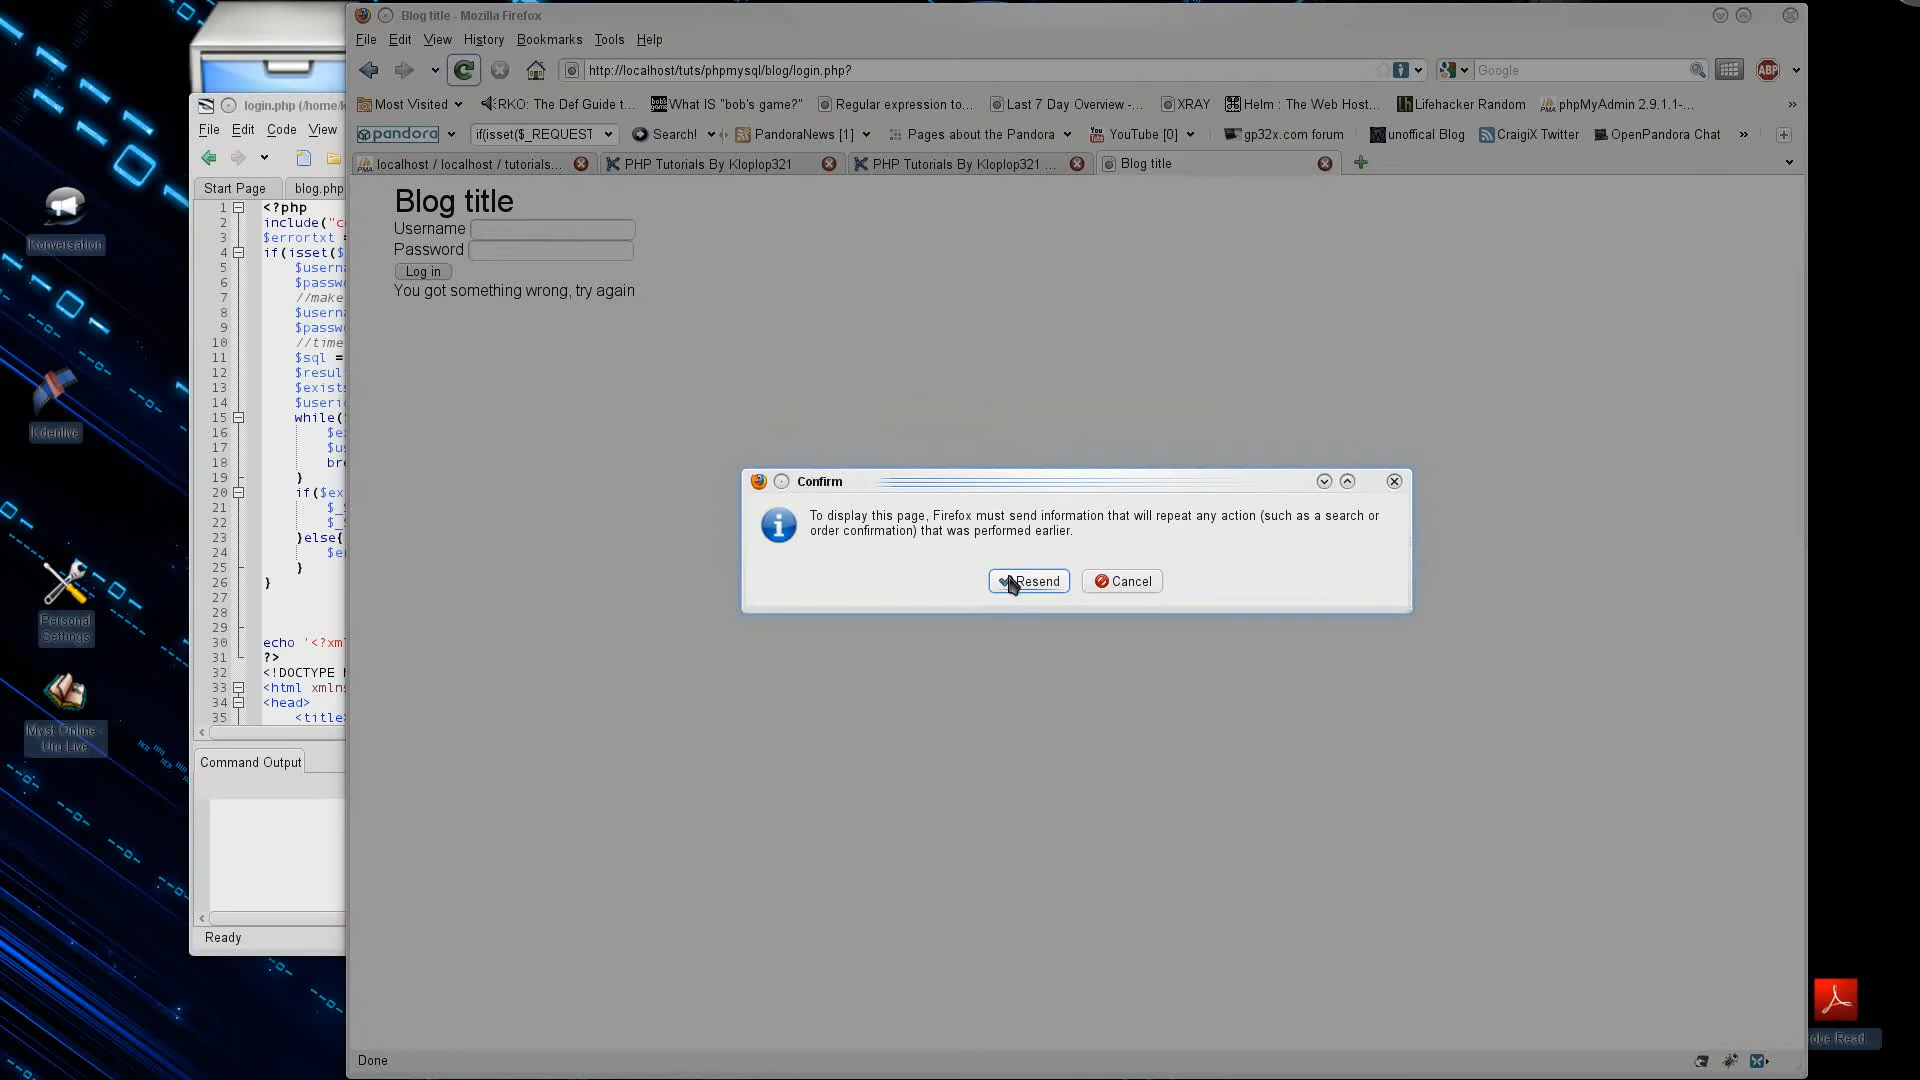 Blog title - Mozilla Firefox
File Edit View History Bookmarks Tools Help
http://localhost/tuts/phpmysql/blog/login.php?
Google
ABP
Most Visited
RKO: The Def Guide t...
What IS "bob's game?"
Regular expression to...
Last 7 Day Overview -...
XRAY
Helm : The Web Host...
Lifehacker Random
phpMyAdmin 2.9.1.1-...
»
pandora
if(isset($_REQUEST
Search!
PandoraNews [1]
Pages about the Pandora
YouTube [0]
gp32x.com forum
unoffical Blog
CraigiX Twitter
OpenPandora Chat
»
localhost / localhost / tutorials...
PHP Tutorials By Kloplop321
PHP Tutorials By Kloplop321 ...
Blog title
Blog title
Username
Password
Log in
You got something wrong, try again
Confirm
To display this page, Firefox must send information that will repeat any action (such as a search or
order confirmation) that was performed earlier.
Resend
Cancel
Done
login.php (/home/k
File Edit Code View
Start Page
blog.php
1 <?php
2 include("c
3 $errortxt =
4 if(isset($
5 $userna
6 $passwo
7 //make
8 $userna
9 $passwo
10 //time
11 $sql =
12 $resul
13 $exists
14 $useri
15 while(
16 $ex
17 $us
18 bre
19 }
20 if($ex
21 $_S
22 $_S
23 }else{
24 $er
25 }
26 }
27
28
29
30 echo '<?xm
31 ?>
32 <!DOCTYPE h
33 <html xmlns
34 <head>
35 <title>
Command Output
Ready
Konversation
Kdenlive
Personal
Settings
Myst Online -
Uru Live
obe Read